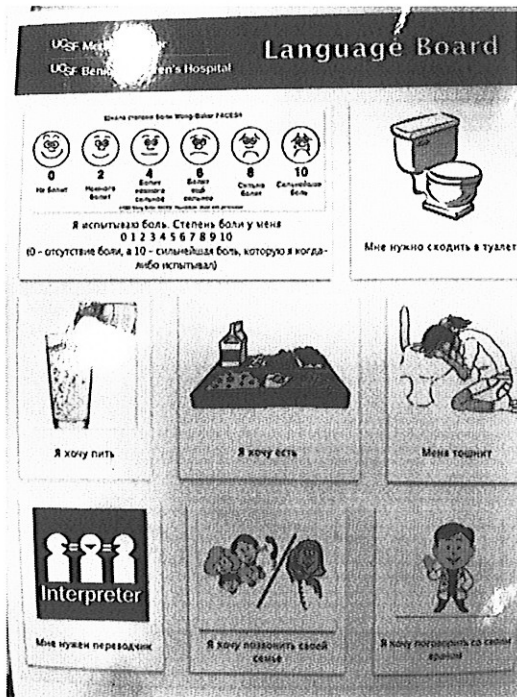 UCSF Med
Language Board
UCSF Beni ren's Hospital
Шкала степени боли Wong-Baker FACES®
0 2 4 6 8 10
Не болит
Немного болит
Болит немного сильнее
Болит ещё сильнее
Сильно болит
Сильнейшая боль
Я испытываю боль. Степень боли у меня
0 1 2 3 4 5 6 7 8 9 10
(0 – отсутствие боли, а 10 – сильнейшая боль, которую я когда-
либо испытывал)
Мне нужно сходить в туалет
Я хочу пить
Я хочу есть
Меня тошнит
Interpreter
Мне нужен переводчик
Я хочу позвонить своей
семье
Я хочу поговорить со своим
врачом